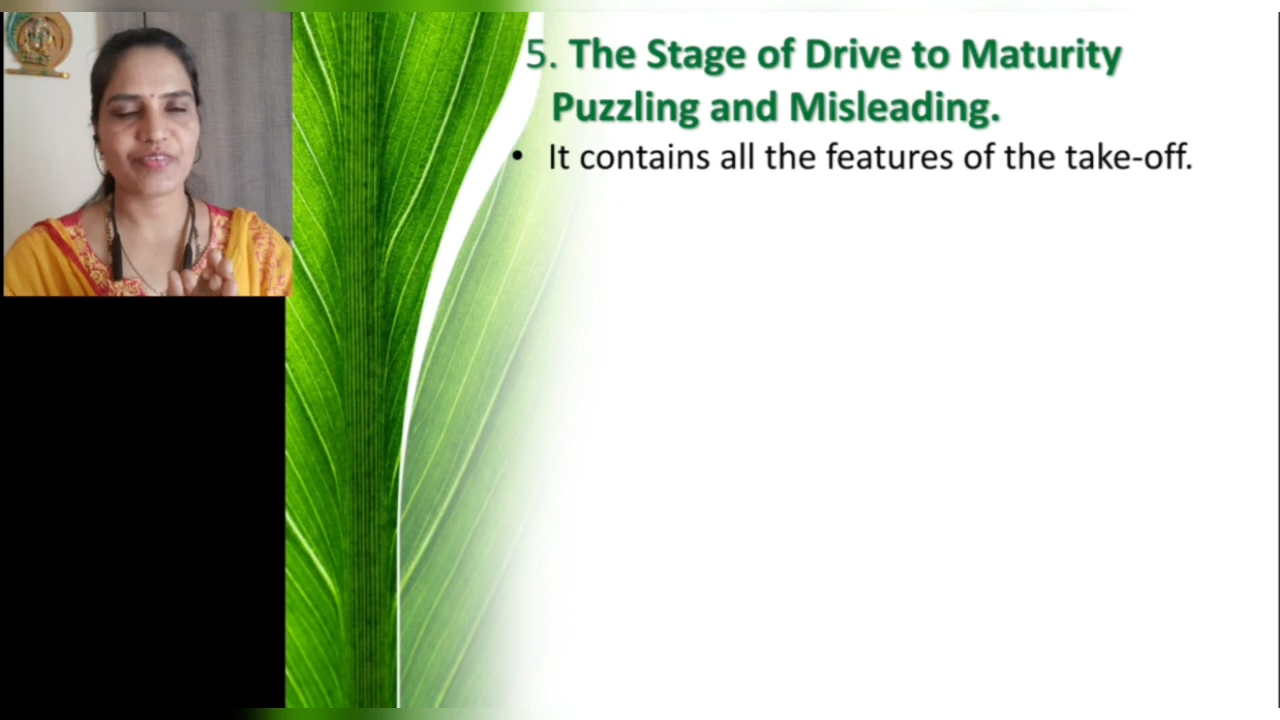 5. The Stage of Drive to Maturity
Puzzling and Misleading.
• It contains all the features of the take-off.